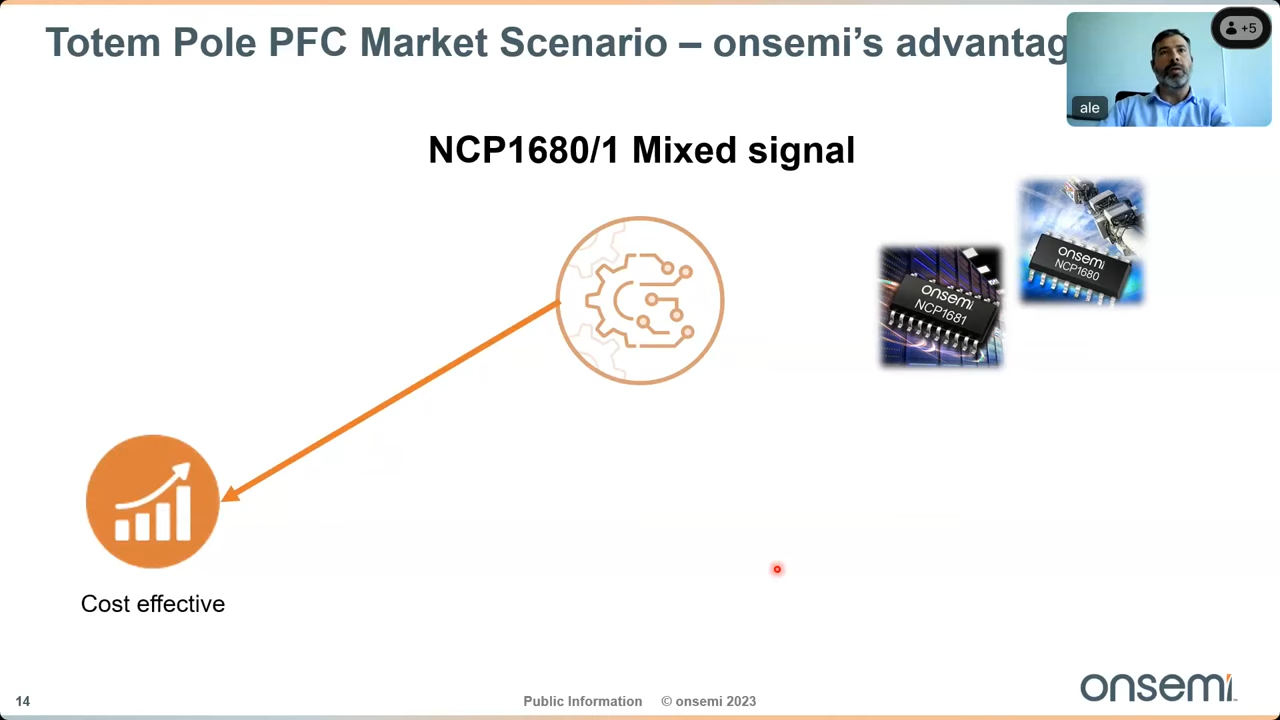 Totem Pole PFC Market Scenario – onsemi’s advantag
+5
ale
NCP1680/1 Mixed signal
onsemi
NCP1680
onsemi
NCP1681
Cost effective
14
Public Information © onsemi 2023
onsemi